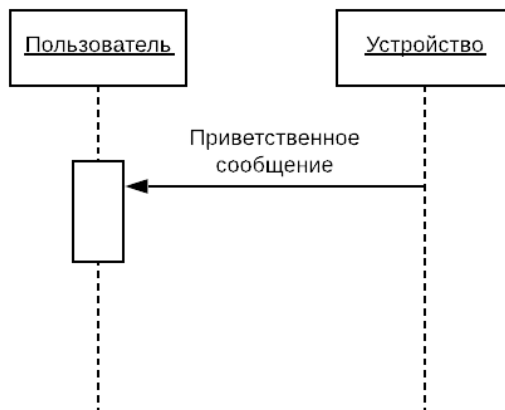 Пользователь
Устройство
Приветственное
сообщение